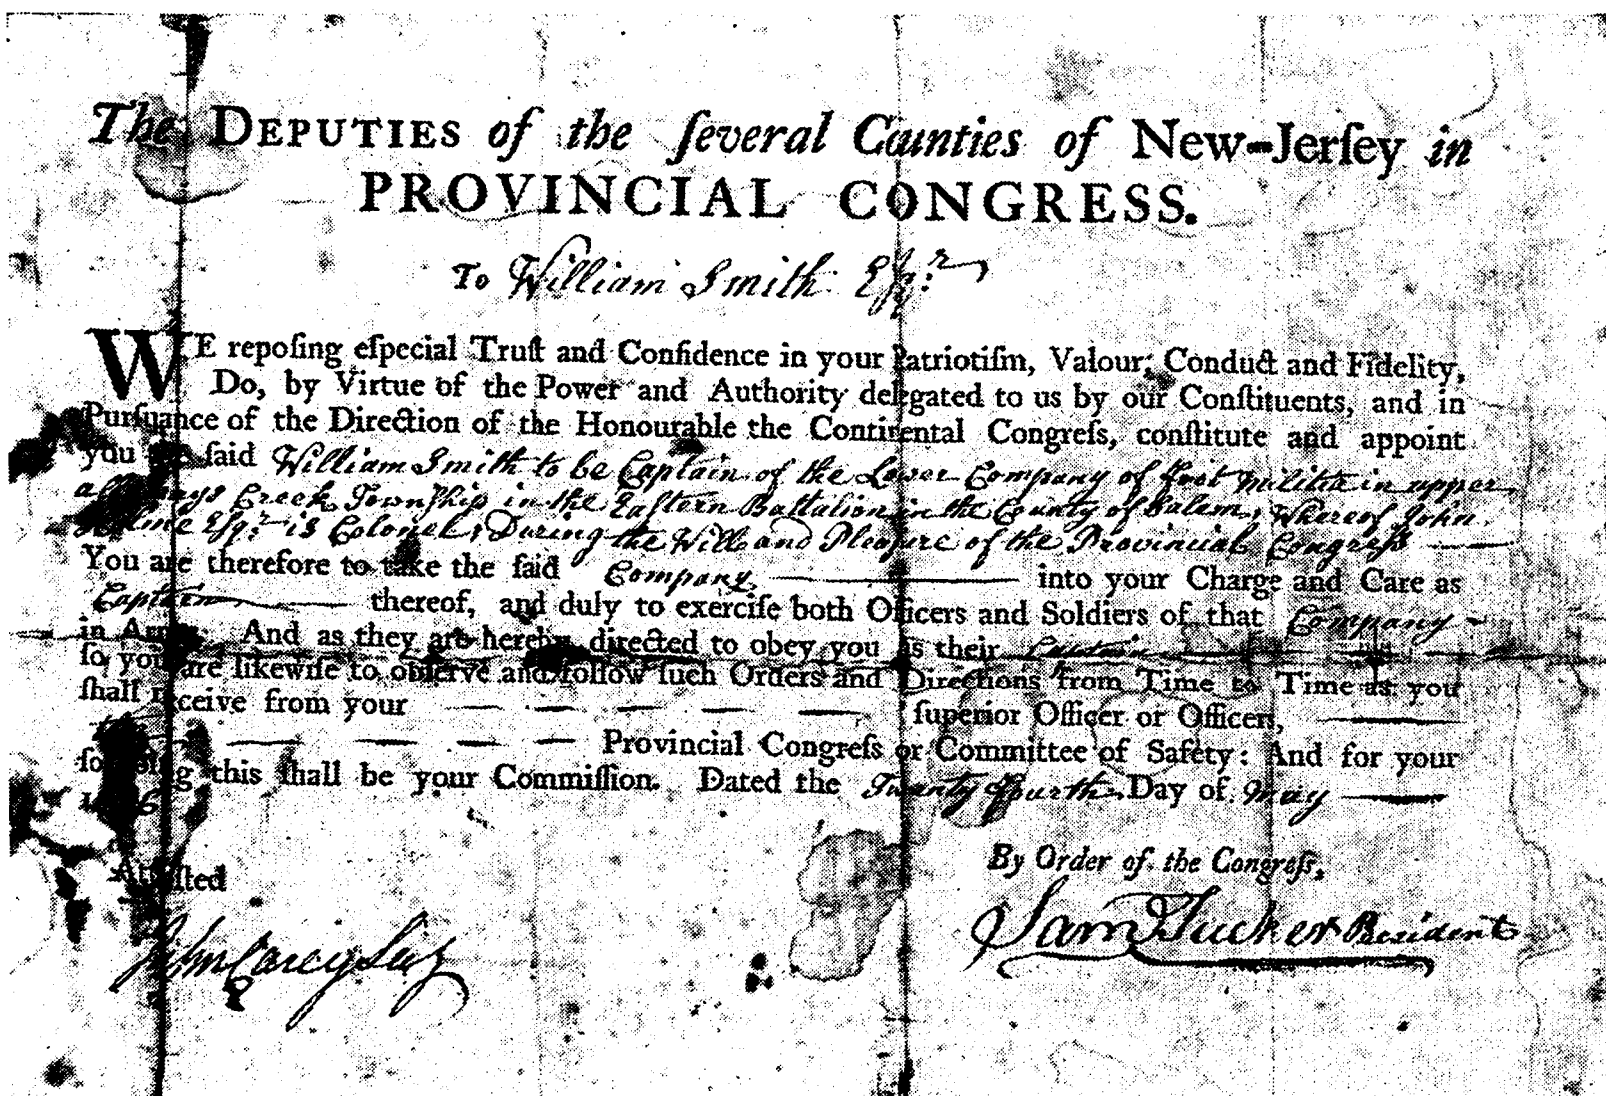 The DEPUTIES of the ſeveral Counties of New-Jerſey in
PROVINCIAL CONGRESS.
To William Smith Eſqr.
WE repoſing eſpecial Truſt and Confidence in your Patriotiſm, Valour, Conduct and Fidelity,
Do, by Virtue of the Power and Authority delegated to us by our Conſtituents, and in
Purſuance of the Direction of the Honourable the Continental Congreſs, conſtitute and appoint
you the ſaid William Smith to be Captain of the Lower Company of foot militia in upper
alloways Creek Townſhip in the Eaſtern Battalion in the County of Salem, Whereof John
Holme Eſqr. is Colonel; During the Will and Pleaſure of the Provincial Congreſs
You are therefore to take the ſaid Company into your Charge and Care as
Captain thereof, and duly to exerciſe both Officers and Soldiers of that Company
in Arms. And as they are hereby directed to obey you as their Captain
ſo you are likewiſe to obſerve and follow ſuch Orders and Directions from Time to Time as you
ſhall receive from your — — — — — — ſuperior Officer or Officers,
— — — — — Provincial Congreſs or Committee of Safety: And for your
ſo doing this ſhall be your Commiſſion. Dated the Twenty Fourth Day of may
1776
Atteſted
By Order of the Congreſs,
Sam Tucker President
John Carey